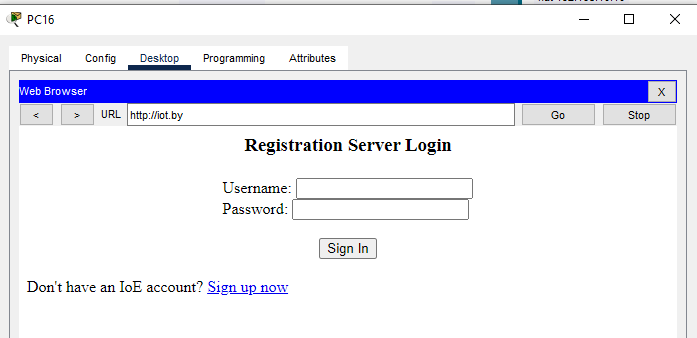 PC16
Physical Config Desktop Programming Attributes
Web Browser X
< > URL http://iot.by Go Stop
Registration Server Login
Username:
Password:
Sign In
Don't have an IoE account? Sign up now